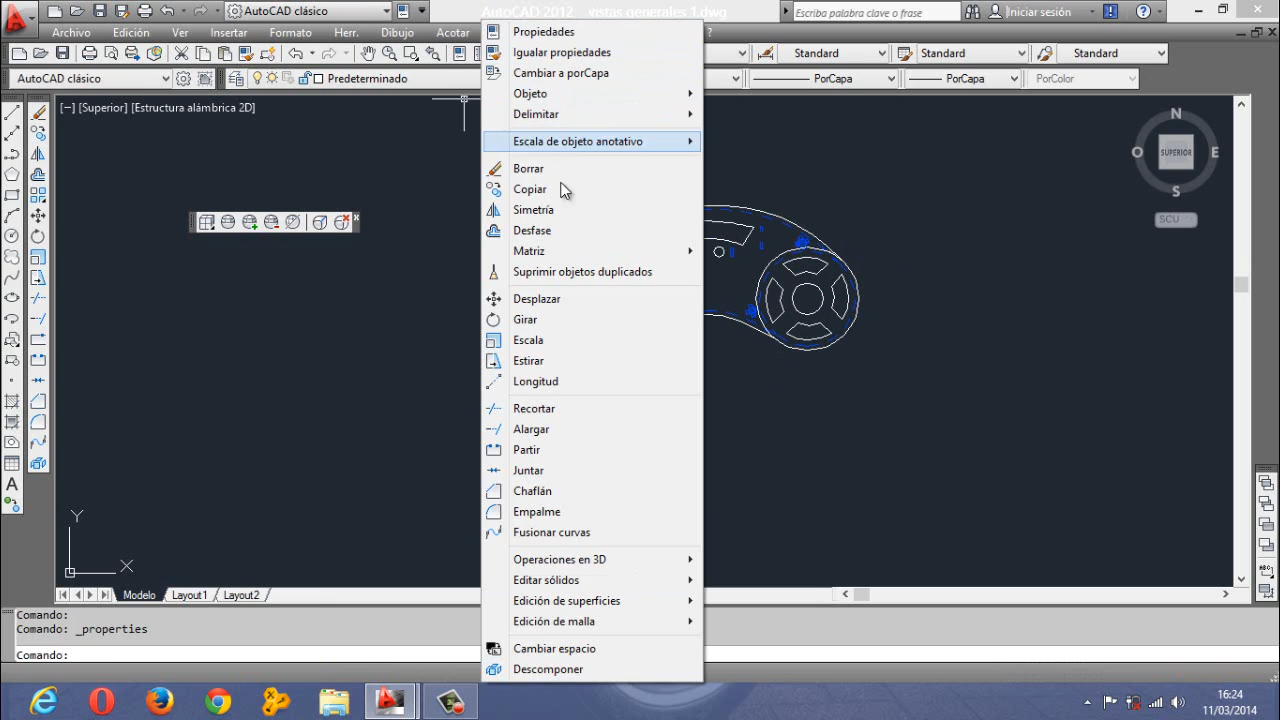 AutoCAD clásico
AutoCAD 2012 vistas generales 1.dwg
Escriba palabra clave o frase
Iniciar sesión
Archivo
Edición
Ver
Insertar
Formato
Herr.
Dibujo
Acotar
?
Standard
Standard
Standard
AutoCAD clásico
Predeterminado
PorCapa
PorCapa
PorColor
[−] [Superior] [Estructura alámbrica 2D]
Propiedades
Igualar propiedades
Cambiar a porCapa
Objeto
Delimitar
Escala de objeto anotativo
Borrar
Copiar
Simetría
Desfase
Matriz
Suprimir objetos duplicados
Desplazar
Girar
Escala
Estirar
Longitud
Recortar
Alargar
Partir
Juntar
Chaflán
Empalme
Fusionar curvas
Operaciones en 3D
Editar sólidos
Edición de superficies
Edición de malla
Cambiar espacio
Descomponer
N
O
SUPERIOR
E
S
SCU
A
Y
X
Modelo
Layout1
Layout2
Comando:
Comando: _properties
Comando:
16:24
11/03/2014